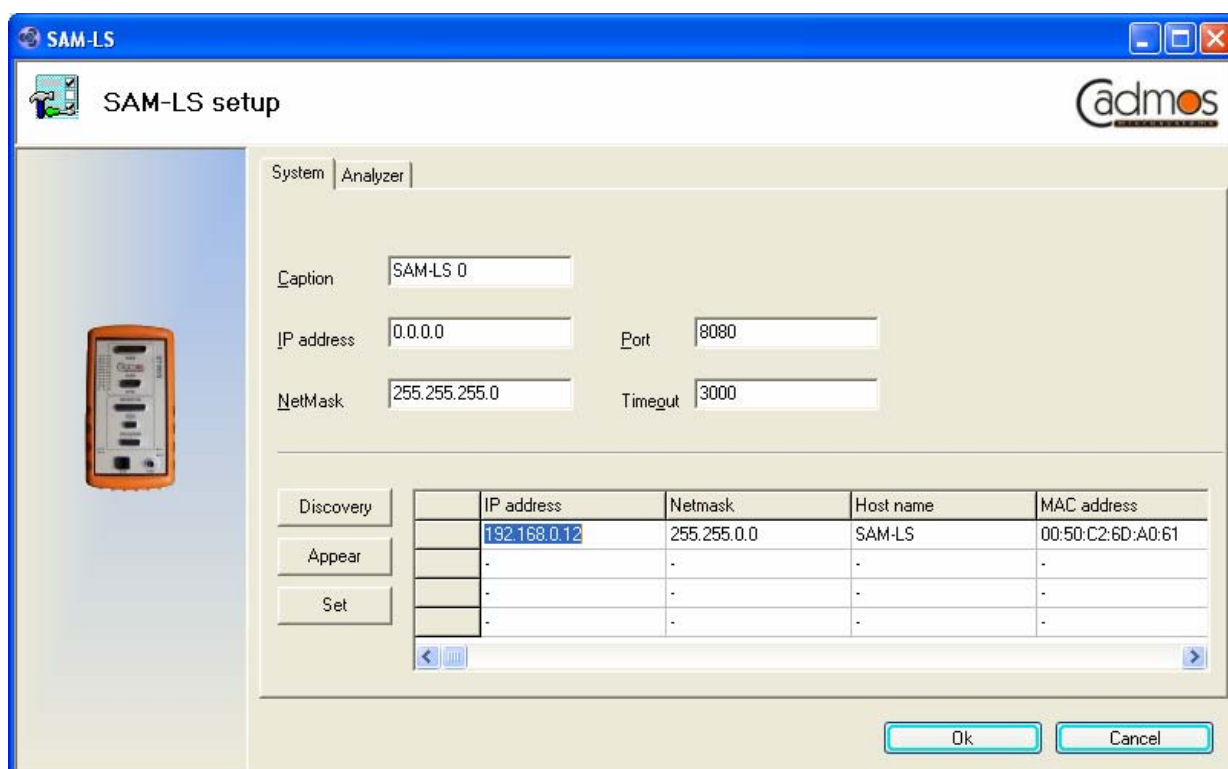 SAM-LS
SAM-LS setup
Cadmos
microsystems
System Analyzer
Caption SAM-LS 0
IP address 0.0.0.0 Port 8080
NetMask 255.255.255.0 Timeout 3000
Discovery
Appear
Set
IP address Netmask Host name MAC address
192.168.0.12 255.255.0.0 SAM-LS 00:50:C2:6D:A0:61
- - - -
- - - -
- - - -
Ok Cancel